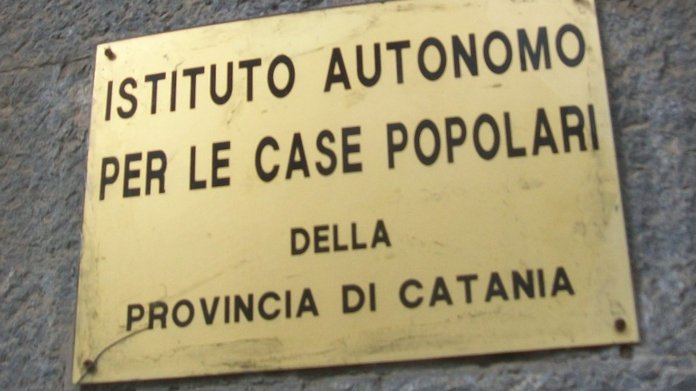 ISTITUTO AUTONOMO
PER LE CASE POPOLARI
DELLA
PROVINCIA DI CATANIA